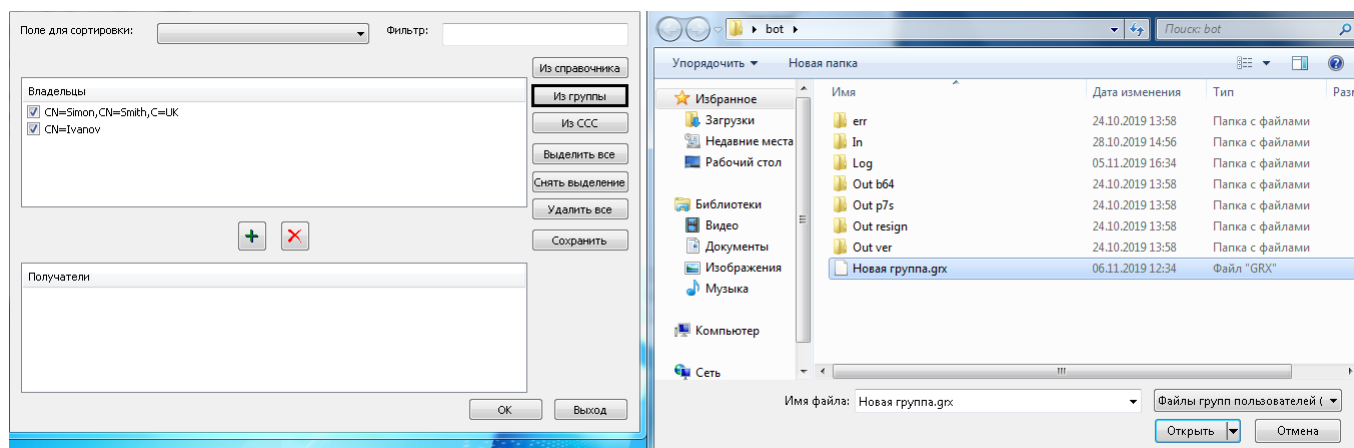 Поле для сортировки: Фильтр:
Из справочника
Владельцы
Из группы
CN=Simon,CN=Smith,C=UK
CN=Ivanov
Из ССС
Выделить все
Снять выделение
Удалить все
Сохранить
Получатели
ОК Выход
bot Поиск: bot
Упорядочить Новая папка
Избранное
Загрузки
Недавние места
Рабочий стол
Библиотеки
Видео
Документы
Изображения
Музыка
Компьютер
Сеть
Имя Дата изменения Тип
err 24.10.2019 13:58 Папка с файлами
In 28.10.2019 14:56 Папка с файлами
Log 05.11.2019 16:34 Папка с файлами
Out b64 24.10.2019 13:58 Папка с файлами
Out p7s 24.10.2019 13:58 Папка с файлами
Out resign 24.10.2019 13:58 Папка с файлами
Out ver 24.10.2019 13:58 Папка с файлами
Новая группа.grx 06.11.2019 12:34 Файл "GRX"
Имя файла: Новая группа.grx Файлы групп пользователей (
Открыть Отмена